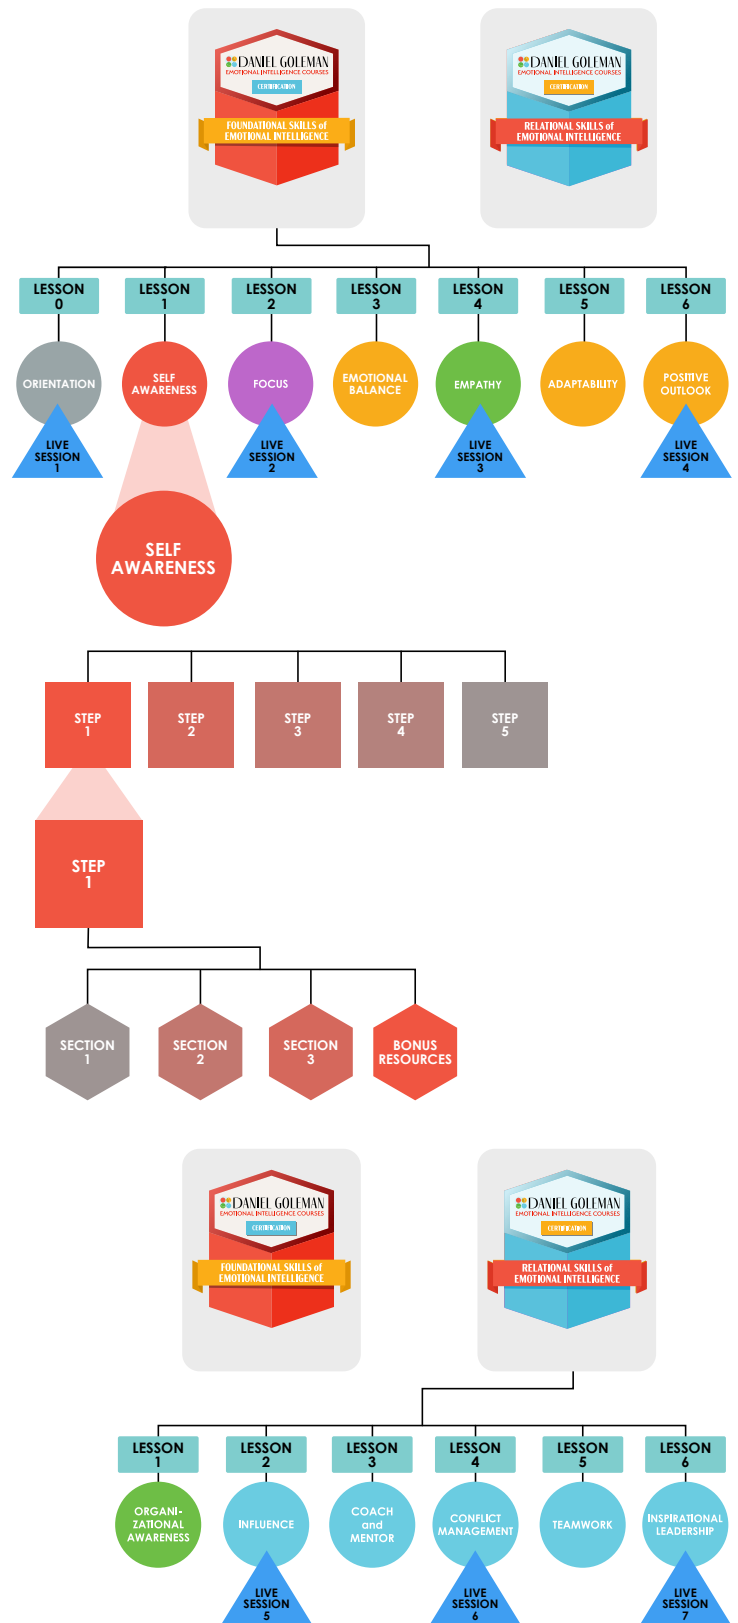 DANIEL GOLEMAN
EMOTIONAL INTELLIGENCE COURSES
CERTIFICATION
FOUNDATIONAL SKILLS of
EMOTIONAL INTELLIGENCE
DANIEL GOLEMAN
EMOTIONAL INTELLIGENCE COURSES
CERTIFICATION
RELATIONAL SKILLS of
EMOTIONAL INTELLIGENCE
LESSON
0
LESSON
1
LESSON
2
LESSON
3
LESSON
4
LESSON
5
LESSON
6
ORIENTATION
SELF
AWARENESS
FOCUS
EMOTIONAL
BALANCE
EMPATHY
ADAPTABILITY
POSITIVE
OUTLOOK
LIVE
SESSION
1
LIVE
SESSION
2
LIVE
SESSION
3
LIVE
SESSION
4
SELF
AWARENESS
STEP
1
STEP
2
STEP
3
STEP
4
STEP
5
STEP
1
SECTION
1
SECTION
2
SECTION
3
BONUS
RESOURCES
DANIEL GOLEMAN
EMOTIONAL INTELLIGENCE COURSES
CERTIFICATION
FOUNDATIONAL SKILLS of
EMOTIONAL INTELLIGENCE
DANIEL GOLEMAN
EMOTIONAL INTELLIGENCE COURSES
CERTIFICATION
RELATIONAL SKILLS of
EMOTIONAL INTELLIGENCE
LESSON
1
LESSON
2
LESSON
3
LESSON
4
LESSON
5
LESSON
6
ORGANI-
ZATIONAL
AWARENESS
INFLUENCE
COACH
and
MENTOR
CONFLICT
MANAGEMENT
TEAMWORK
INSPIRATIONAL
LEADERSHIP
LIVE
SESSION
5
LIVE
SESSION
6
LIVE
SESSION
7